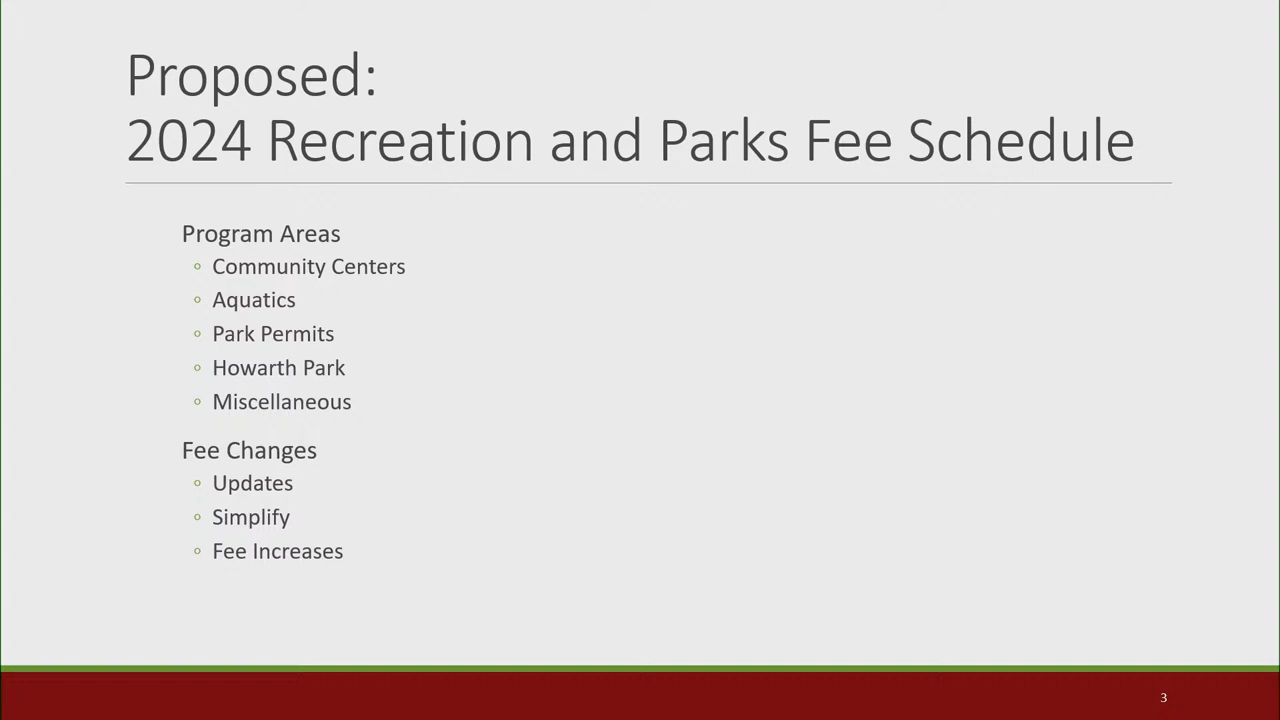 Proposed:
2024 Recreation and Parks Fee Schedule
Program Areas
◦ Community Centers
◦ Aquatics
◦ Park Permits
◦ Howarth Park
◦ Miscellaneous
Fee Changes
◦ Updates
◦ Simplify
◦ Fee Increases
3